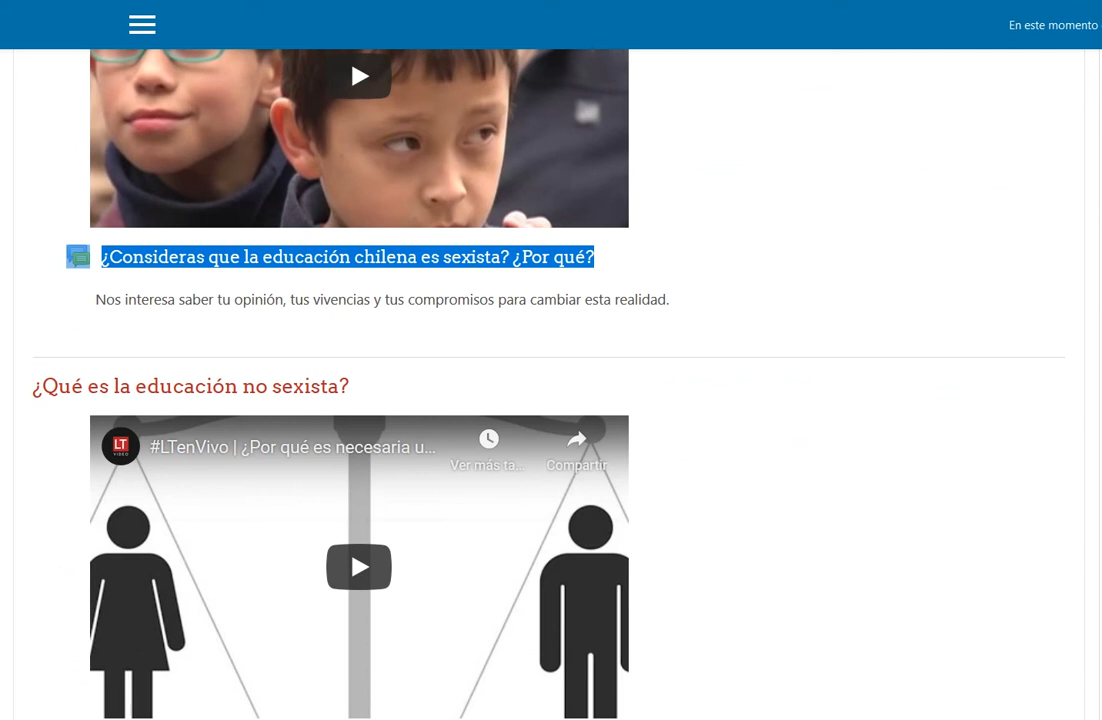 En este momento
¿Consideras que la educación chilena es sexista? ¿Por qué?
Nos interesa saber tu opinión, tus vivencias y tus compromisos para cambiar esta realidad.
¿Qué es la educación no sexista?
LT
VIDEO
#LTenVivo | ¿Por qué es necesaria u...
Ver más ta...
Compartir